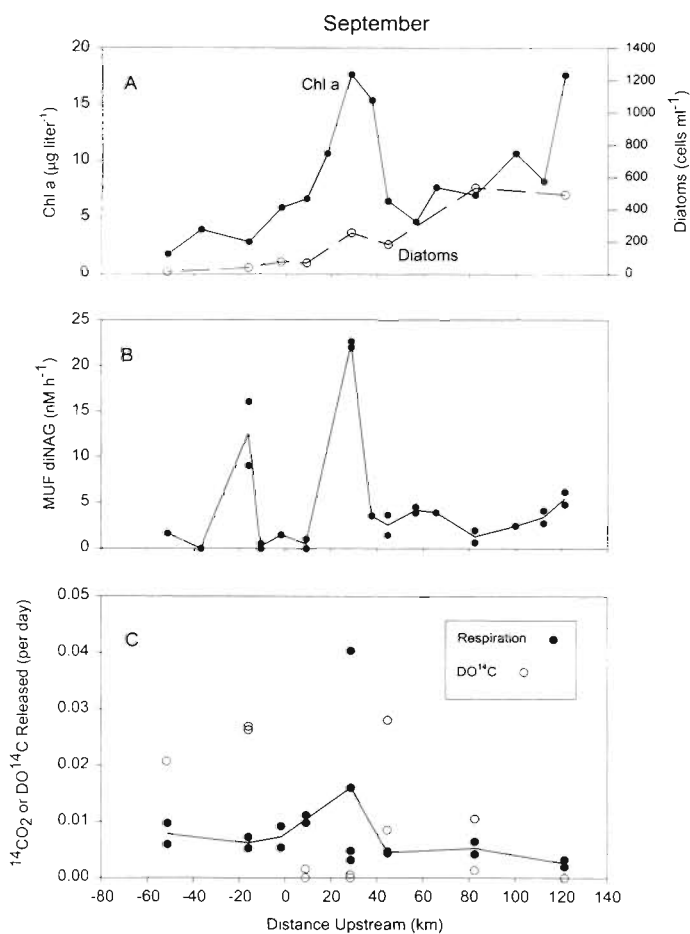 September
A
Chl a
Diatoms
Chl a (µg liter⁻¹)
20
15
10
5
0
Diatoms (cells ml⁻¹)
1400
1200
1000
800
600
400
200
0
B
MUF diNAG (nM h⁻¹)
25
20
15
10
5
0
C
Respiration
DO¹⁴C
¹⁴CO₂ or DO¹⁴C Released (per day)
0.05
0.04
0.03
0.02
0.01
0.00
-80 -60 -40 -20 0 20 40 60 80 100 120 140
Distance Upstream (km)